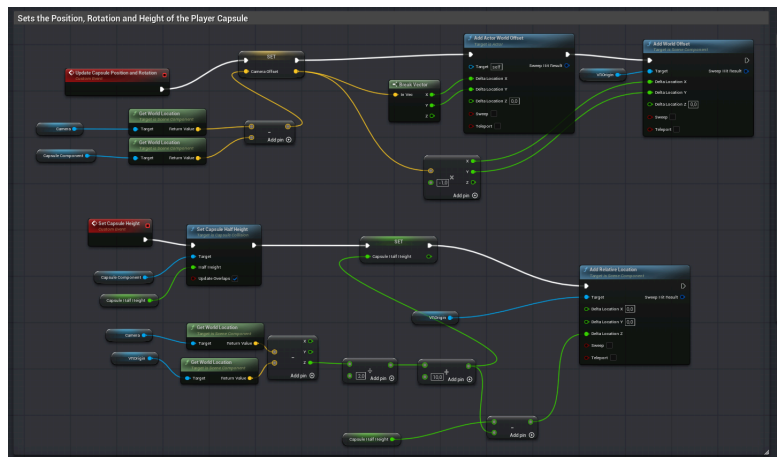 Sets the Position, Rotation and Height of the Player Capsule
Update Capsule Position and Rotation
Custom Event
SET
Camera Offset
Add Actor World Offset
Target is Actor
Target self
Sweep Hit Result
Delta Location X
Delta Location Y
Delta Location Z 0,0
Sweep
Teleport
Add World Offset
Target is Scene Component
VROrigin
Target
Sweep Hit Result
Delta Location X
Delta Location Y
Delta Location Z 0,0
Sweep
Teleport
Break Vector
In Vec
X
Y
Z
Camera
Get World Location
Target is Scene Component
Target
Return Value
Capsule Component
Get World Location
Target is Scene Component
Target
Return Value
-
Add pin
-1,0
x
X
Y
Z
Add pin
Set Capsule Height
Custom Event
Set Capsule Half Height
Target is Capsule Component
Target
Half Height
Update Overlaps
Capsule Component
Capsule Half Height
SET
Capsule Half Height
VROrigin
Add Relative Location
Target is Scene Component
Target
Sweep Hit Result
Delta Location X 0,0
Delta Location Y 0,0
Delta Location Z
Sweep
Teleport
Camera
Get World Location
Target is Scene Component
Target
Return Value
VROrigin
Get World Location
Target is Scene Component
Target
Return Value
-
X
Y
Z
Add pin
2,0
÷
Add pin
10,0
+
Add pin
Capsule Half Height
-
Add pin